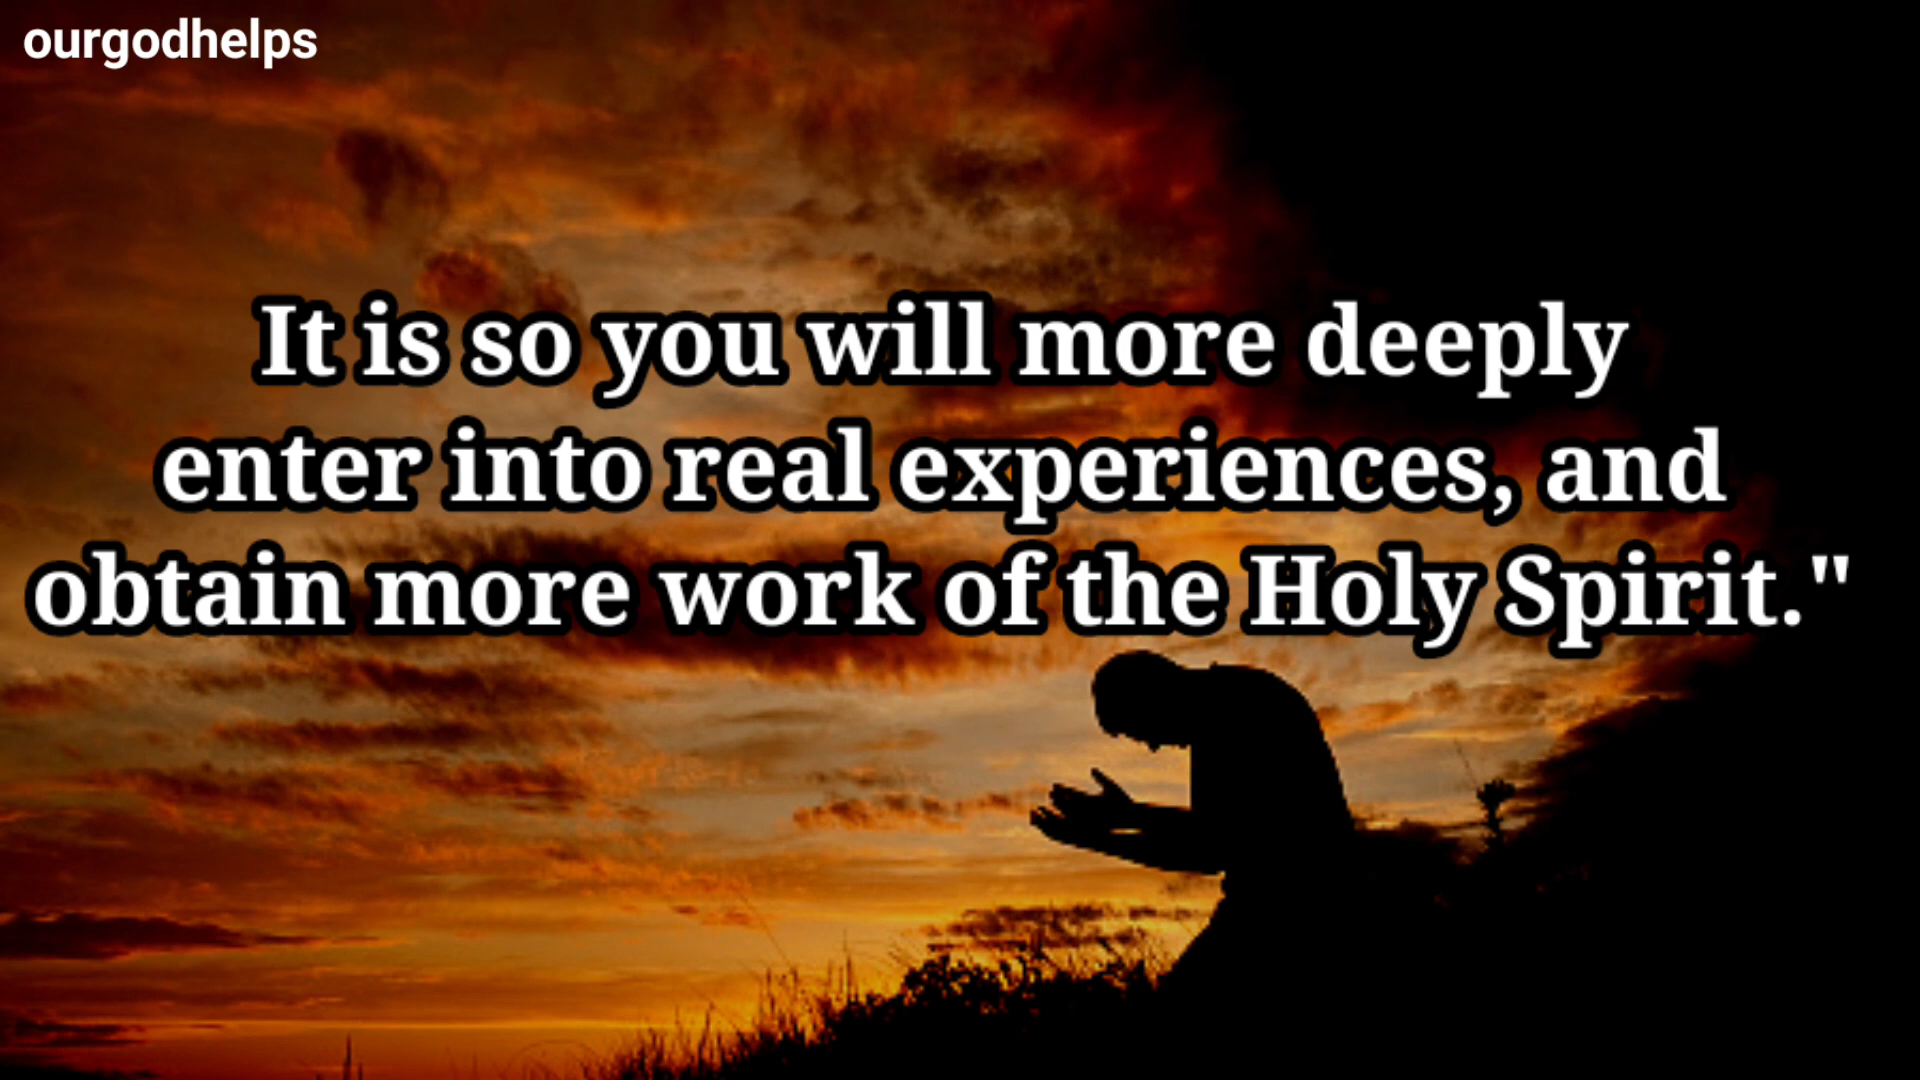 ourgodhelps
It is so you will more deeply
enter into real experiences, and
obtain more work of the Holy Spirit."